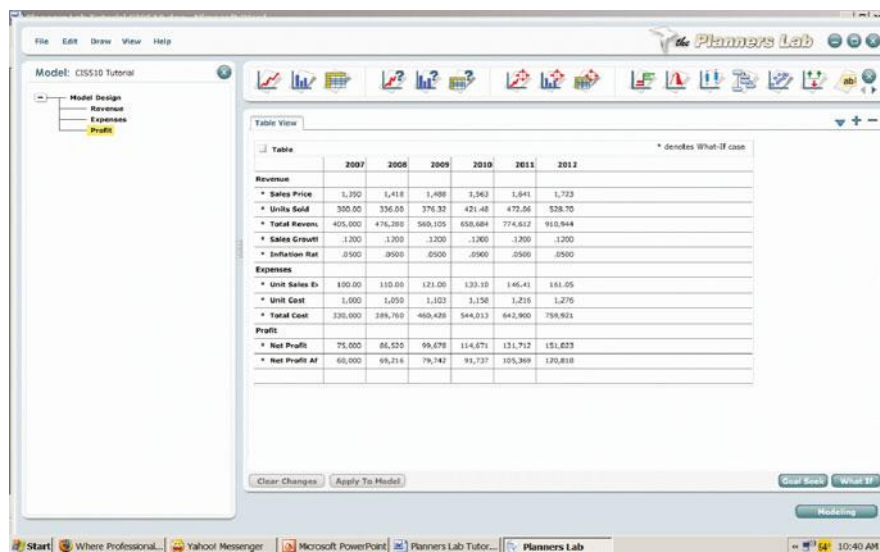 File Edit Draw View Help
the Planners Lab
Model: CIS510 Tutorial
Model Design
Revenue
Expenses
Profit
Table View
Table
* denotes What-If case
2007 2008 2009 2010 2011 2012
Revenue
* Sales Price 1,350 1,418 1,488 1,563 1,641 1,723
* Units Sold 300.00 336.00 376.32 421.48 472.06 528.70
* Total Revenu 405,000 476,280 560,105 658,684 774,612 910,944
* Sales Growtl .1200 .1200 .1200 .1200 .1200 .1200
* Inflation Rat .0500 .0500 .0500 .0500 .0500 .0500
Expenses
* Unit Sales Ex 100.00 110.00 121.00 133.10 146.41 161.05
* Unit Cost 1,000 1,050 1,103 1,158 1,216 1,276
* Total Cost 330,000 389,760 460,428 544,013 642,900 759,921
Profit
* Net Profit 75,000 86,520 99,678 114,671 131,712 151,023
* Net Profit Af 60,000 69,216 79,742 91,737 105,369 120,818
Clear Changes Apply To Model Goal Seek What If
Modeling
Start Where Professional... Yahoo! Messenger Microsoft PowerPoint Planners Lab Tutor... Planners Lab 64° 10:40 AM